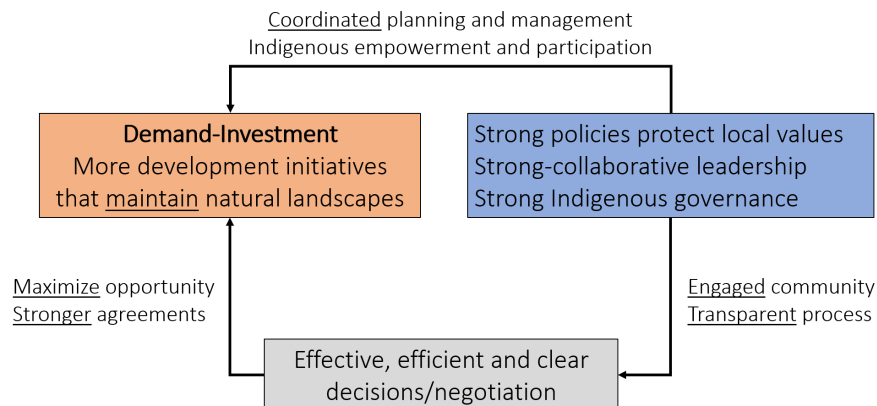 Coordinated planning and management
Indigenous empowerment and participation
Demand-Investment
More development initiatives
that maintain natural landscapes
Strong policies protect local values
Strong-collaborative leadership
Strong Indigenous governance
Maximize opportunity
Stronger agreements
Engaged community
Transparent process
Effective, efficient and clear
decisions/negotiation